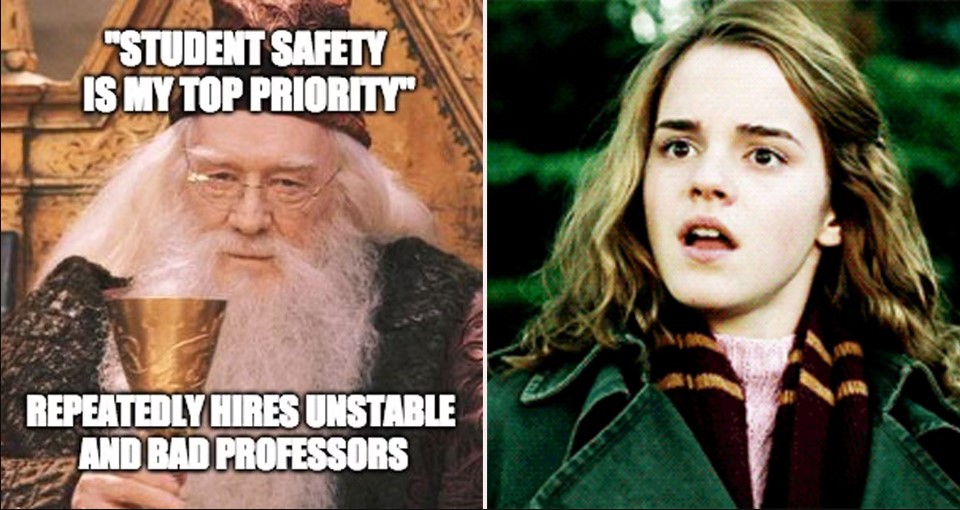 "STUDENT SAFETY
IS MY TOP PRIORITY"
REPEATEDLY HIRES UNSTABLE
AND BAD PROFESSORS